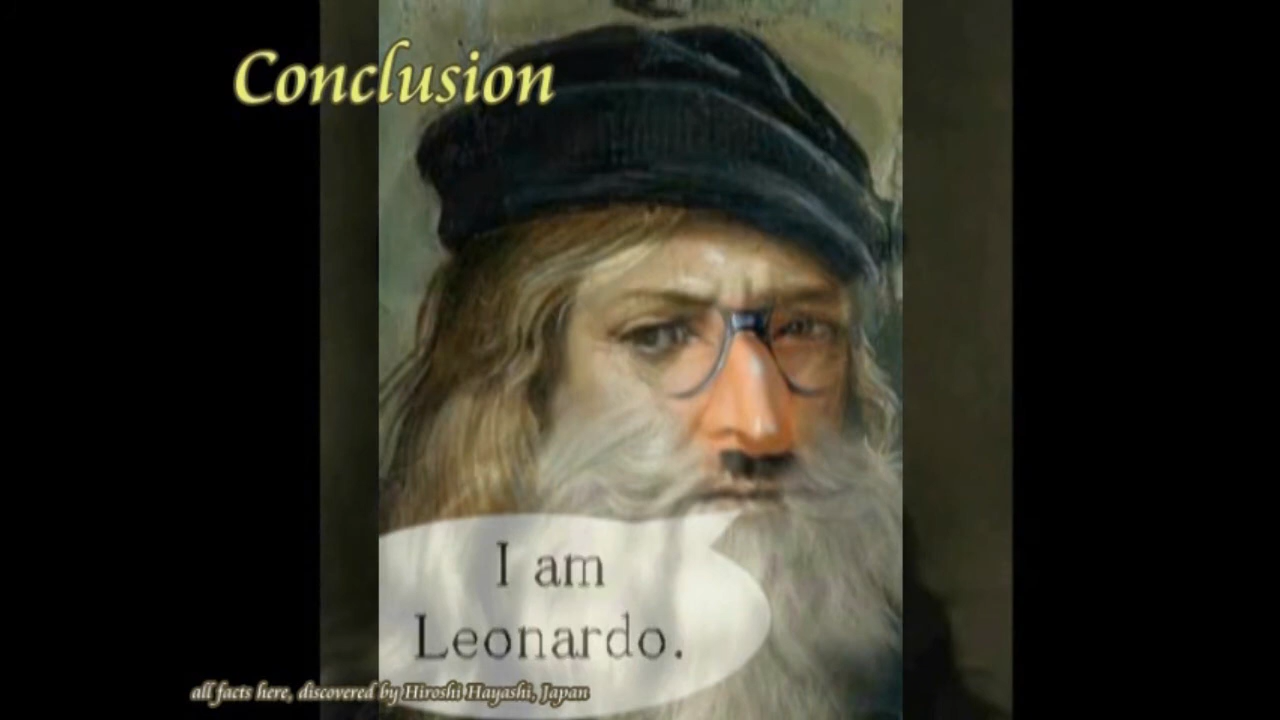 Conclusion
I am
Leonardo.
all facts here, discovered by Hiroshi Hayashi, Japan